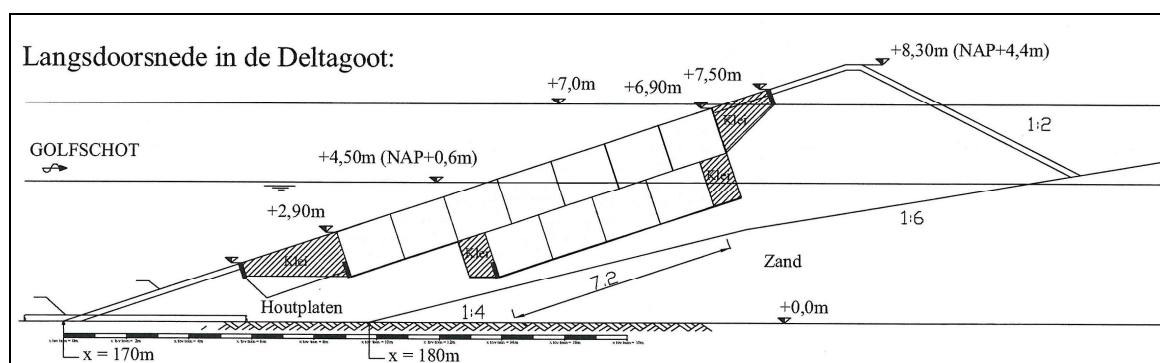 Langsdoorsnede in de Deltagoot:
+8,30m (NAP+4,4m)
+7,0m
+6,90m
+7,50m
Klei
1:2
GOLFSCHOT
+4,50m (NAP+0,6m)
Klei
+2,90m
1:6
Klei
Klei
7.2
Zand
Houtplaten
1:4
+0,0m
x = 170m
x = 180m